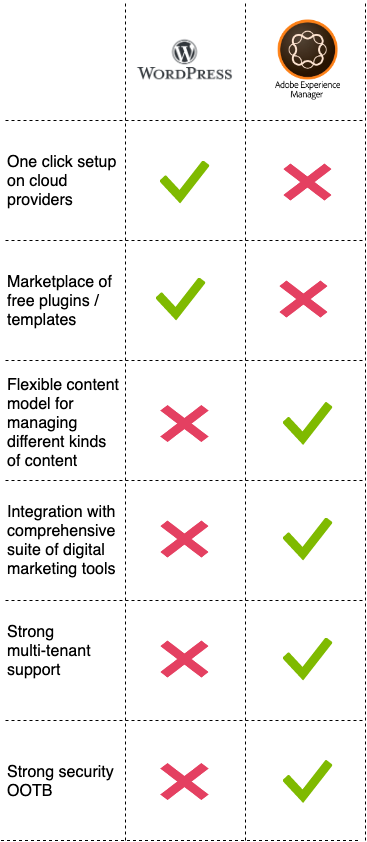 WORDPRESS
Adobe Experience
Manager
One click setup
on cloud
providers
Marketplace of
free plugins /
templates
Flexible content
model for
managing
different kinds
of content
Integration with
comprehensive
suite of digital
marketing tools
Strong
multi-tenant
support
Strong security
OOTB